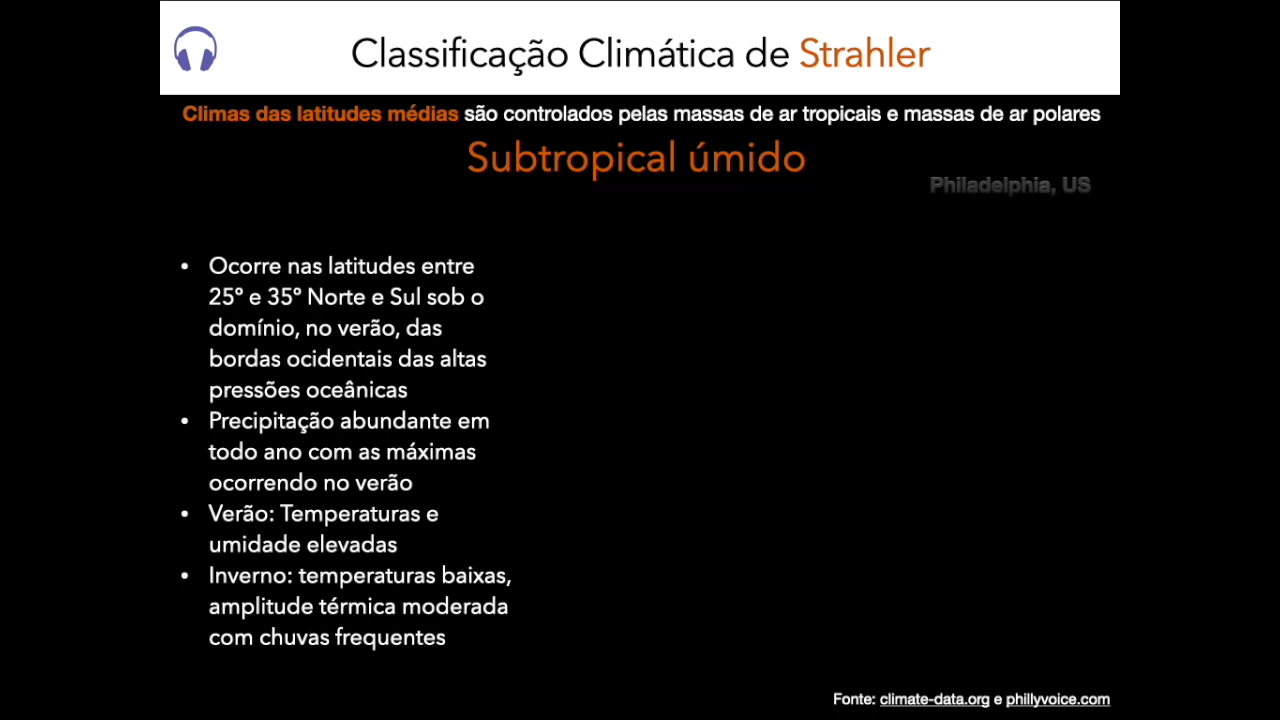 Classificação Climática de Strahler
Climas das latitudes médias são controlados pelas massas de ar tropicais e massas de ar polares
Subtropical úmido
Philadelphia, US
• Ocorre nas latitudes entre
25º e 35º Norte e Sul sob o
domínio, no verão, das
bordas ocidentais das altas
pressões oceânicas
• Precipitação abundante em
todo ano com as máximas
ocorrendo no verão
• Verão: Temperaturas e
umidade elevadas
• Inverno: temperaturas baixas,
amplitude térmica moderada
com chuvas frequentes
Fonte: climate-data.org e phillyvoice.com